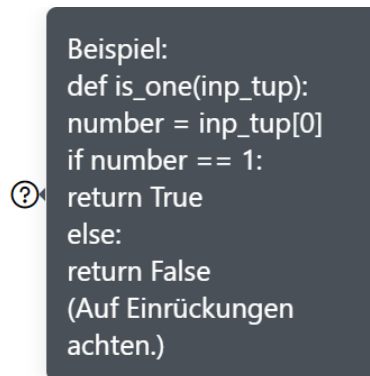 Beispiel:
def is_one(inp_tup):
number = inp_tup[0]
if number == 1:
return True
else:
return False
(Auf Einrückungen
achten.)